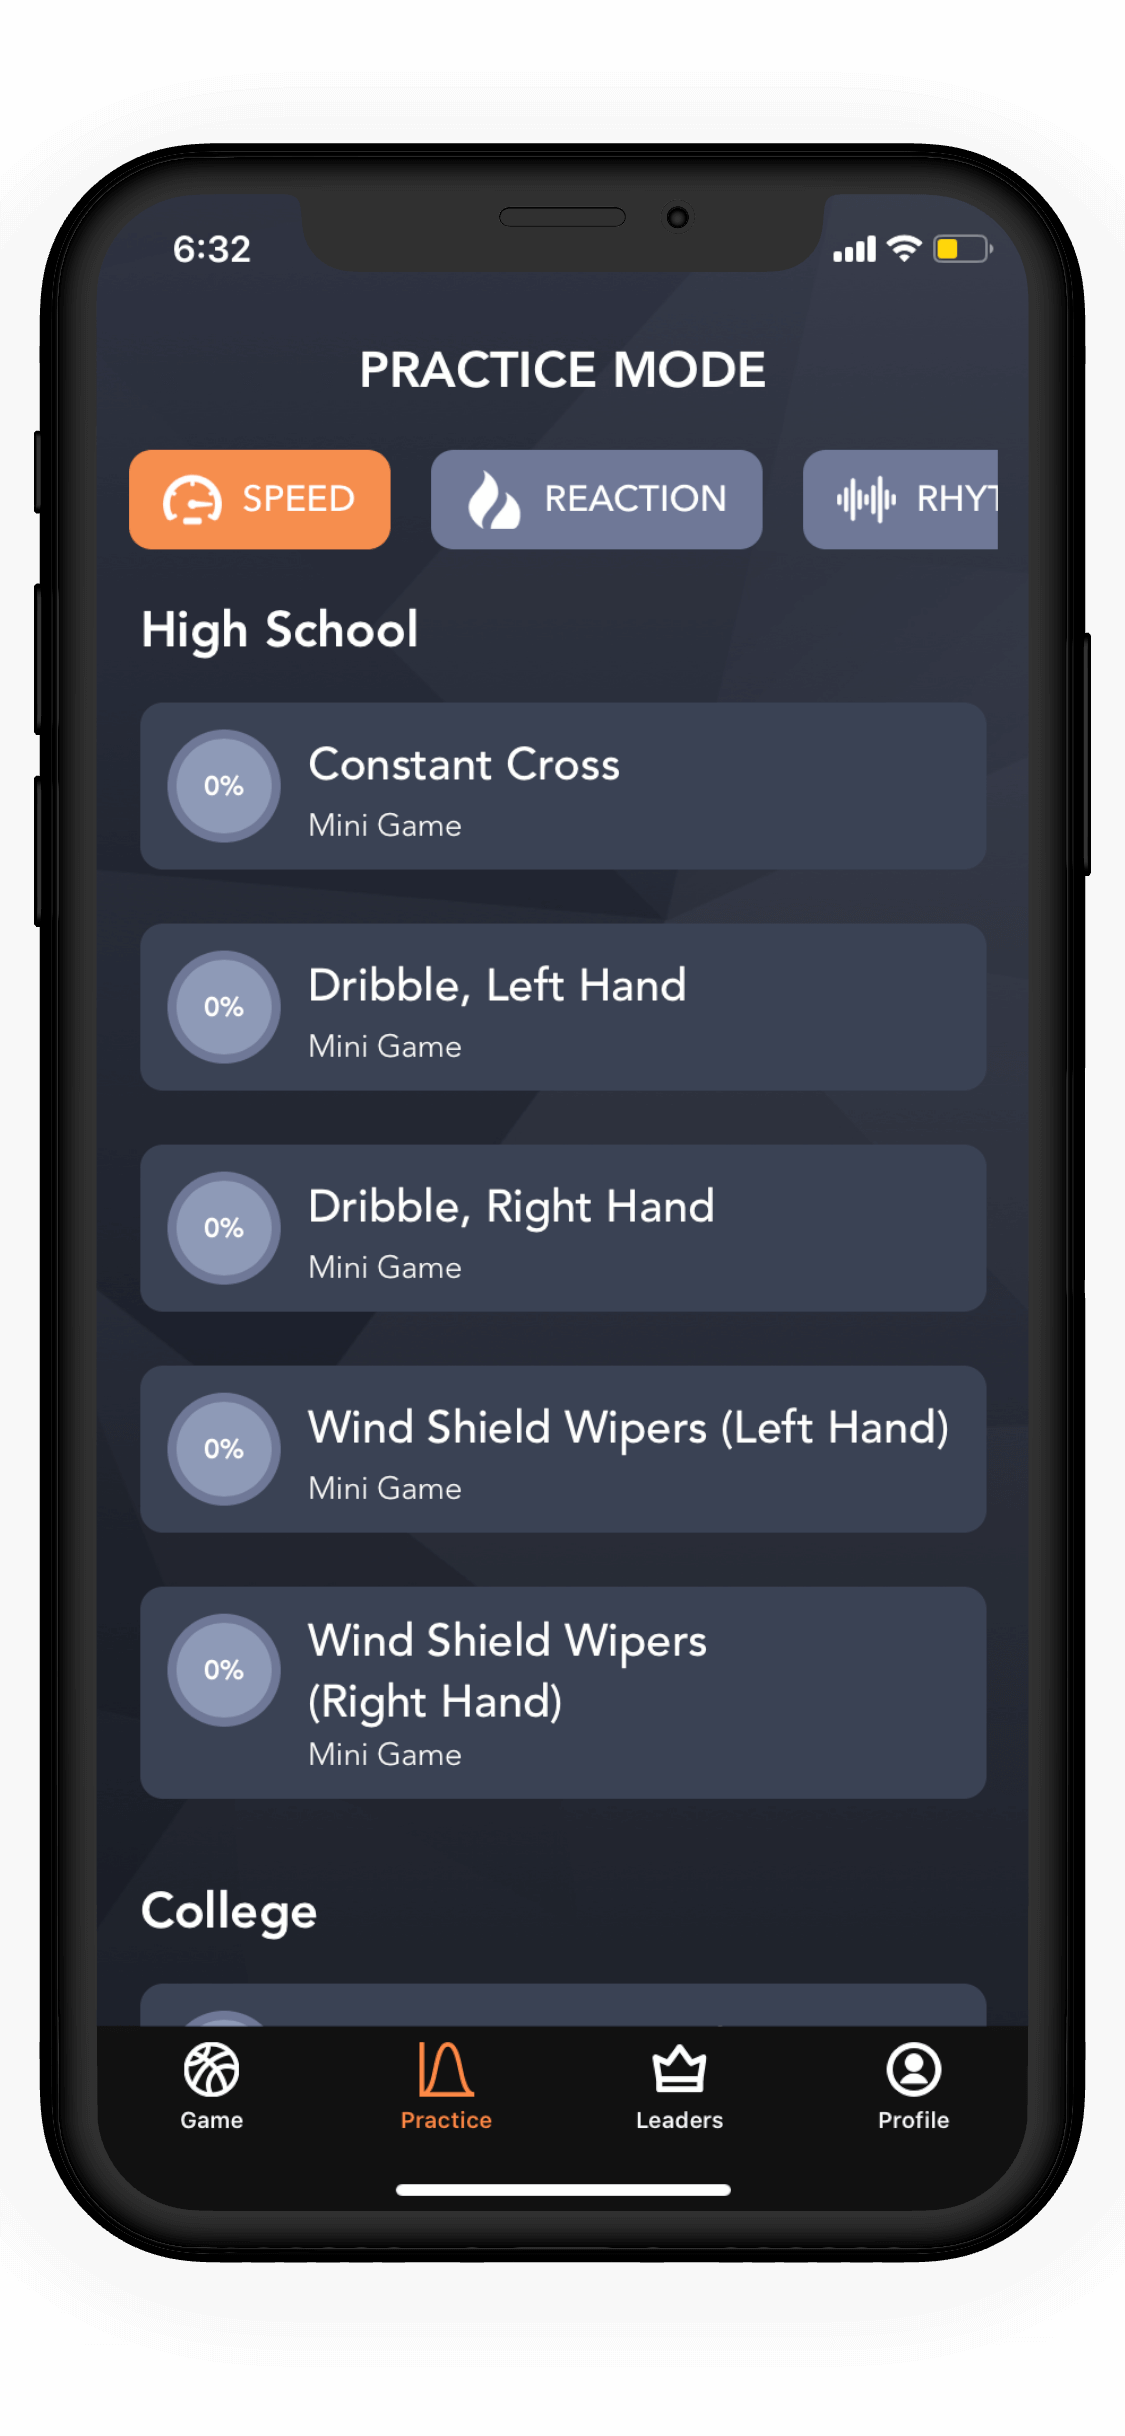 6:32
PRACTICE MODE
SPEED
REACTION
RHYT
High School
0%
Constant Cross
Mini Game
0%
Dribble, Left Hand
Mini Game
0%
Dribble, Right Hand
Mini Game
0%
Wind Shield Wipers (Left Hand)
Mini Game
0%
Wind Shield Wipers
(Right Hand)
Mini Game
College
Game
Practice
Leaders
Profile